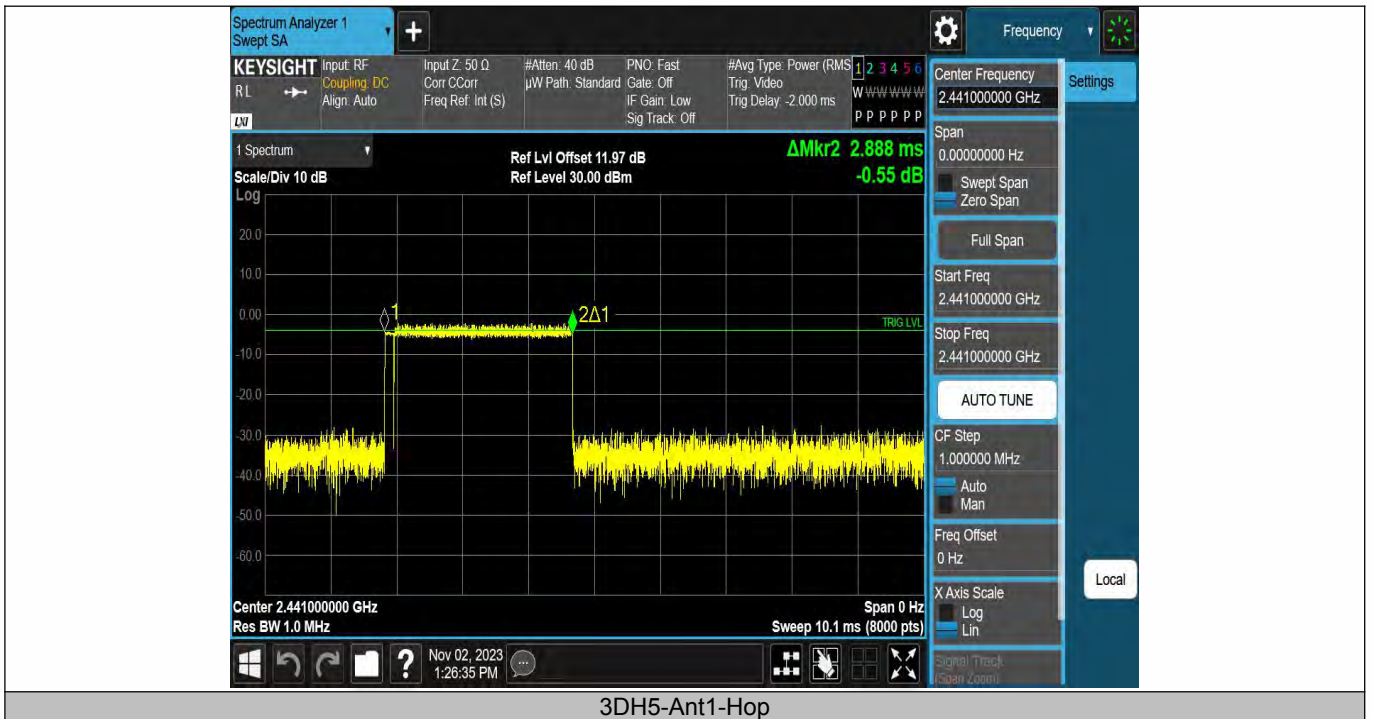 Spectrum Analyzer 1
Swept SA
+
Frequency
KEYSIGHT
RL
LXI
Input: RF
Coupling: DC
Align: Auto
Input Z: 50 Ω
Corr CCorr
Freq Ref: Int (S)
#Atten: 40 dB
µW Path: Standard
PNO: Fast
Gate: Off
IF Gain: Low
Sig Track: Off
#Avg Type: Power (RMS
Trig: Video
Trig Delay: -2.000 ms
1 2 3 4 5 6
W W W W W W
P P P P P P
Center Frequency
2.441000000 GHz
Settings
Span
0.00000000 Hz
Swept Span
Zero Span
Full Span
Start Freq
2.441000000 GHz
Stop Freq
2.441000000 GHz
AUTO TUNE
CF Step
1.000000 MHz
Auto
Man
Freq Offset
0 Hz
X Axis Scale
Log
Lin
Signal Track
(Span Zoom)
Local
1 Spectrum
Scale/Div 10 dB
Ref Lvl Offset 11.97 dB
Ref Level 30.00 dBm
ΔMkr2 2.888 ms
-0.55 dB
Log
20.0
10.0
0.00
-10.0
-20.0
-30.0
-40.0
-50.0
-60.0
1
2Δ1
TRIG LVL
Center 2.441000000 GHz
Res BW 1.0 MHz
Span 0 Hz
Sweep 10.1 ms (8000 pts)
?
Nov 02, 2023
1:26:35 PM
3DH5-Ant1-Hop